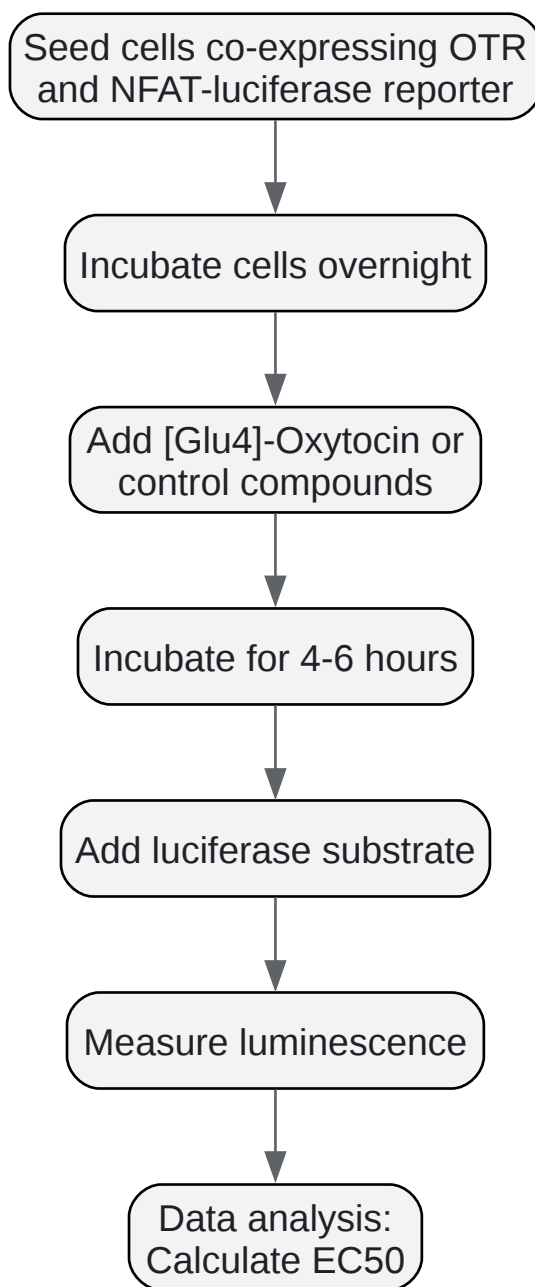 Seed cells co-expressing OTR
and NFAT-luciferase reporter
Incubate cells overnight
Add [Glu4]-Oxytocin or
control compounds
Incubate for 4-6 hours
Add luciferase substrate
Measure luminescence
Data analysis:
Calculate EC50